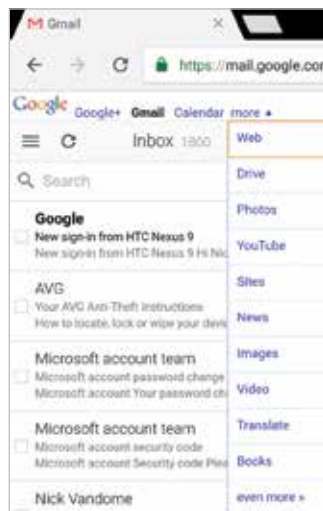 Gmail ×
https://mail.google.com
Google Google+ Gmail Calendar more
Inbox 1800
Search
Google
New sign-in from HTC Nexus 9
New sign-in from HTC Nexus 9 Hi Nic
AVG
Your AVG Anti-Theft instructions
How to locate, lock or wipe your devi
Microsoft account team
Microsoft account password change
Microsoft account Your password ch
Microsoft account team
Microsoft account security code
Microsoft account Security code Plea
Nick Vandome
Web
Drive
Photos
YouTube
Sites
News
Images
Video
Translate
Books
even more »